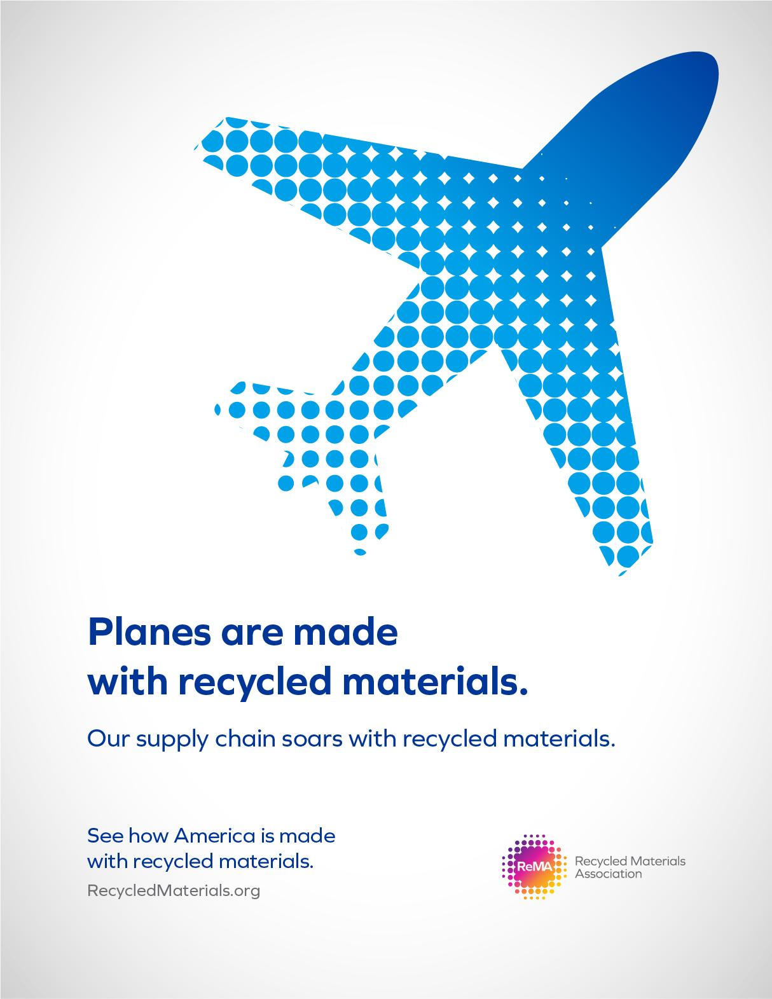 Planes are made
with recycled materials.
Our supply chain soars with recycled materials.
See how America is made
with recycled materials.
RecycledMaterials.org
ReMA
Recycled Materials
Association